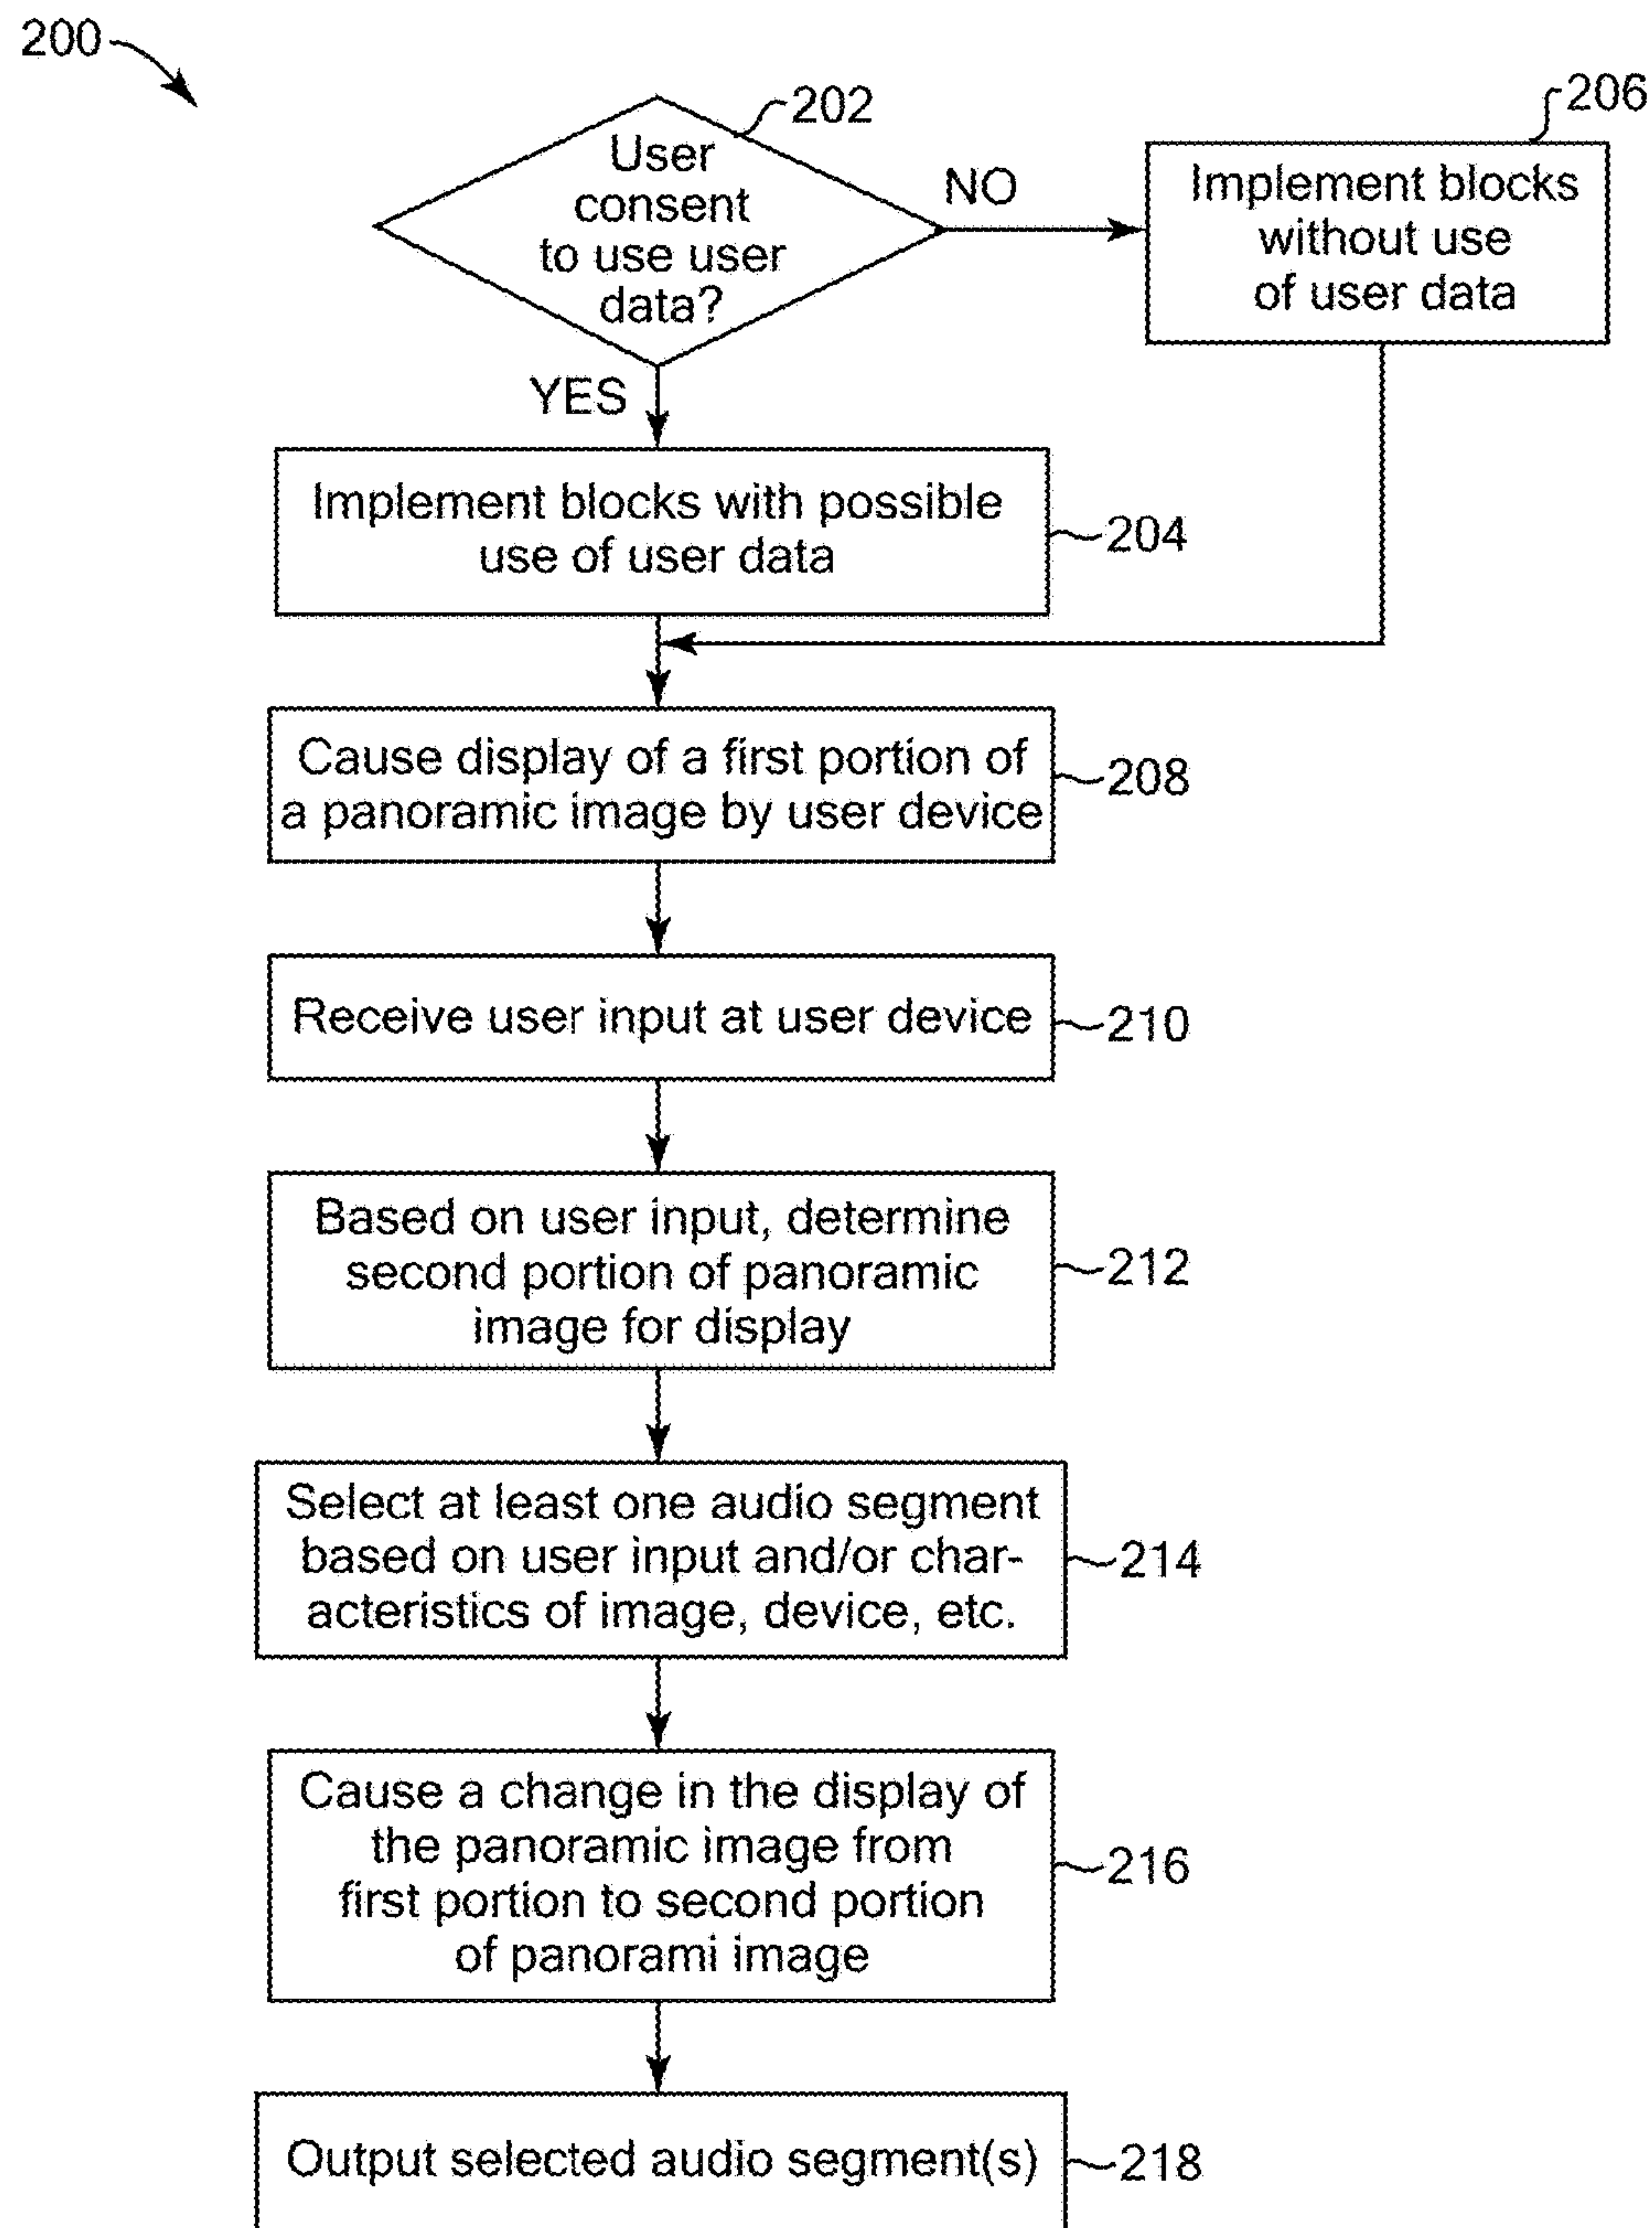 200
202
User
consent
to use user
data?
NO
206
Implement blocks
without use
of user data
YES
Implement blocks with possible
use of user data
204
Cause display of a first portion of
a panoramic image by user device
208
Receive user input at user device
210
Based on user input, determine
second portion of panoramic
image for display
212
Select at least one audio segment
based on user input and/or char-
acteristics of image, device, etc.
214
Cause a change in the display of
the panoramic image from
first portion to second portion
of panorami image
216
Output selected audio segment(s)
218